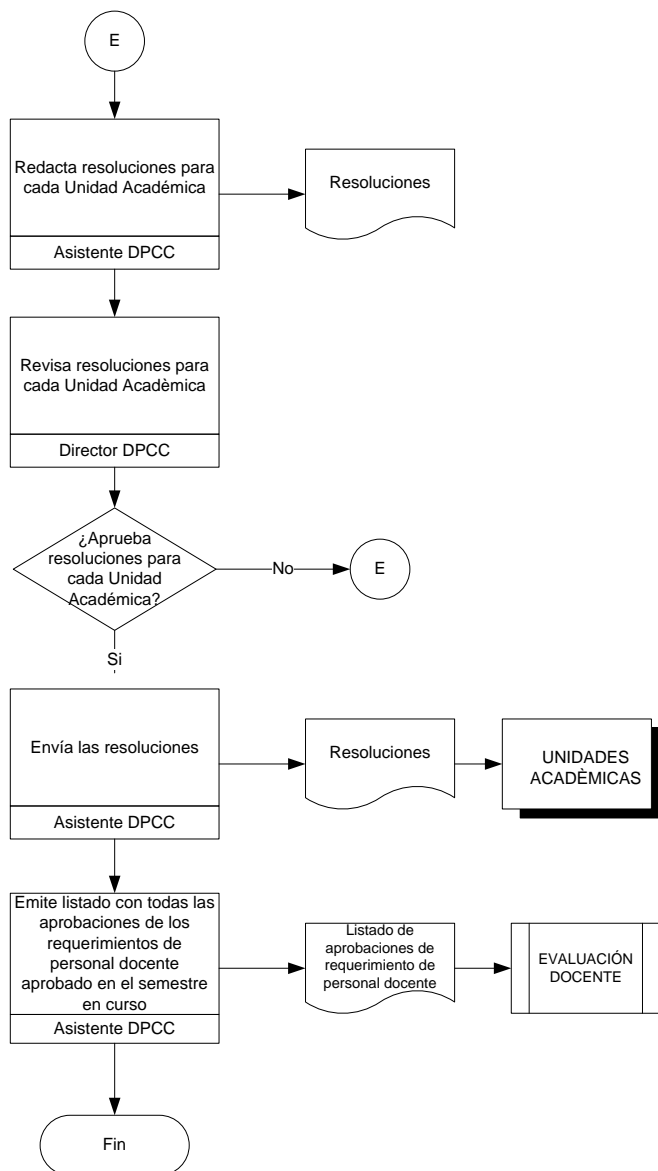 E
Redacta resoluciones para
cada Unidad Académica
Asistente DPCC
Resoluciones
Revisa resoluciones para
cada Unidad Acadèmica
Director DPCC
¿Aprueba
resoluciones para
cada Unidad
Académica?
No
E
Si
Envía las resoluciones
Asistente DPCC
Resoluciones
UNIDADES
ACADÈMICAS
Emite listado con todas las
aprobaciones de los
requerimientos de
personal docente
aprobado en el semestre
en curso
Asistente DPCC
Listado de
aprobaciones de
requerimiento de
personal docente
EVALUACIÓN
DOCENTE
Fin